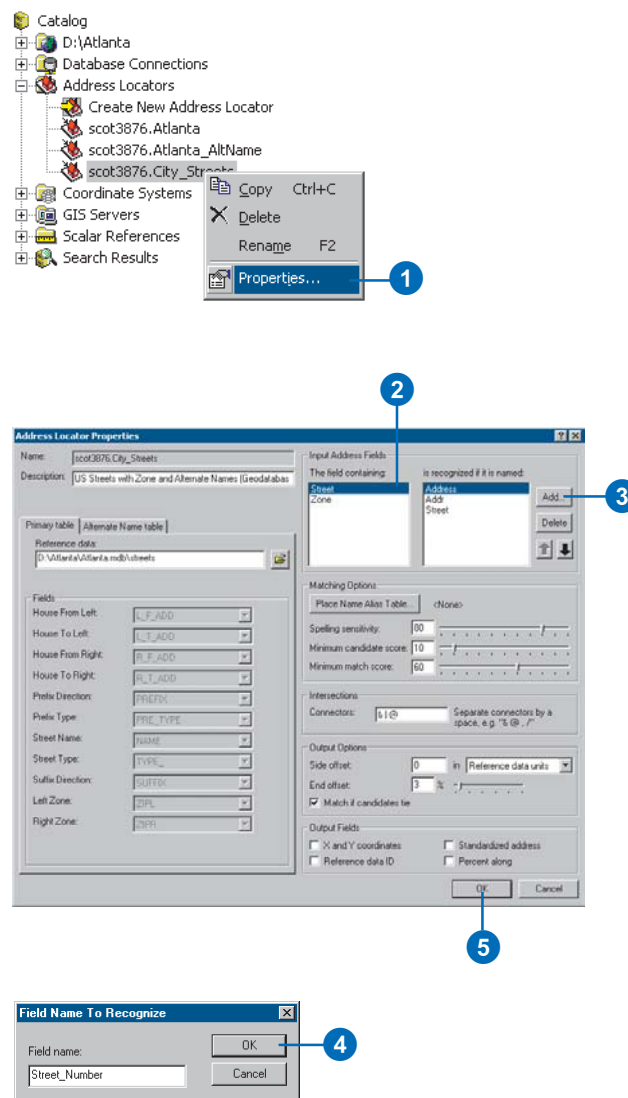 Catalog
D:\Atlanta
Database Connections
Address Locators
Create New Address Locator
scot3876.Atlanta
scot3876.Atlanta_AltName
scot3876.City_Streets
Coordinate Systems
GIS Servers
Scalar References
Search Results
Copy Ctrl+C
Delete
Rename F2
Properties...
1
2
Address Locator Properties
Name: scot3876.City_Streets
Description: US Streets with Zone and Alternate Names (Geodatabas
Primary table Alternate Name table
Reference data:
D:\Atlanta\Atlanta.mdb\streets
Fields
House From Left: L_F_ADD
House To Left: L_T_ADD
House From Right: R_F_ADD
House To Right: R_T_ADD
Prefix Direction: PREFIX
Prefix Type: PRE_TYPE
Street Name: NAME
Street Type: TYPE_
Suffix Direction: SUFFIX
Left Zone: ZIPL
Right Zone: ZIPR
Input Address Fields
The field containing: is recognized if it is named:
Street Address
Zone Addr
Street
Add...
3
Delete
Matching Options
Place Name Alias Table... <None>
Spelling sensitivity: 80
Minimum candidate score: 10
Minimum match score: 60
Intersections
Connectors: & | @ Separate connectors by a
space, e.g. "& @ , /"
Output Options
Side offset: 0 in Reference data units
End offset: 3 %
Match if candidates tie
Output Fields
X and Y coordinates Standardized address
Reference data ID Percent along
OK Cancel
5
Field Name To Recognize
Field name:
Street_Number
OK
4
Cancel